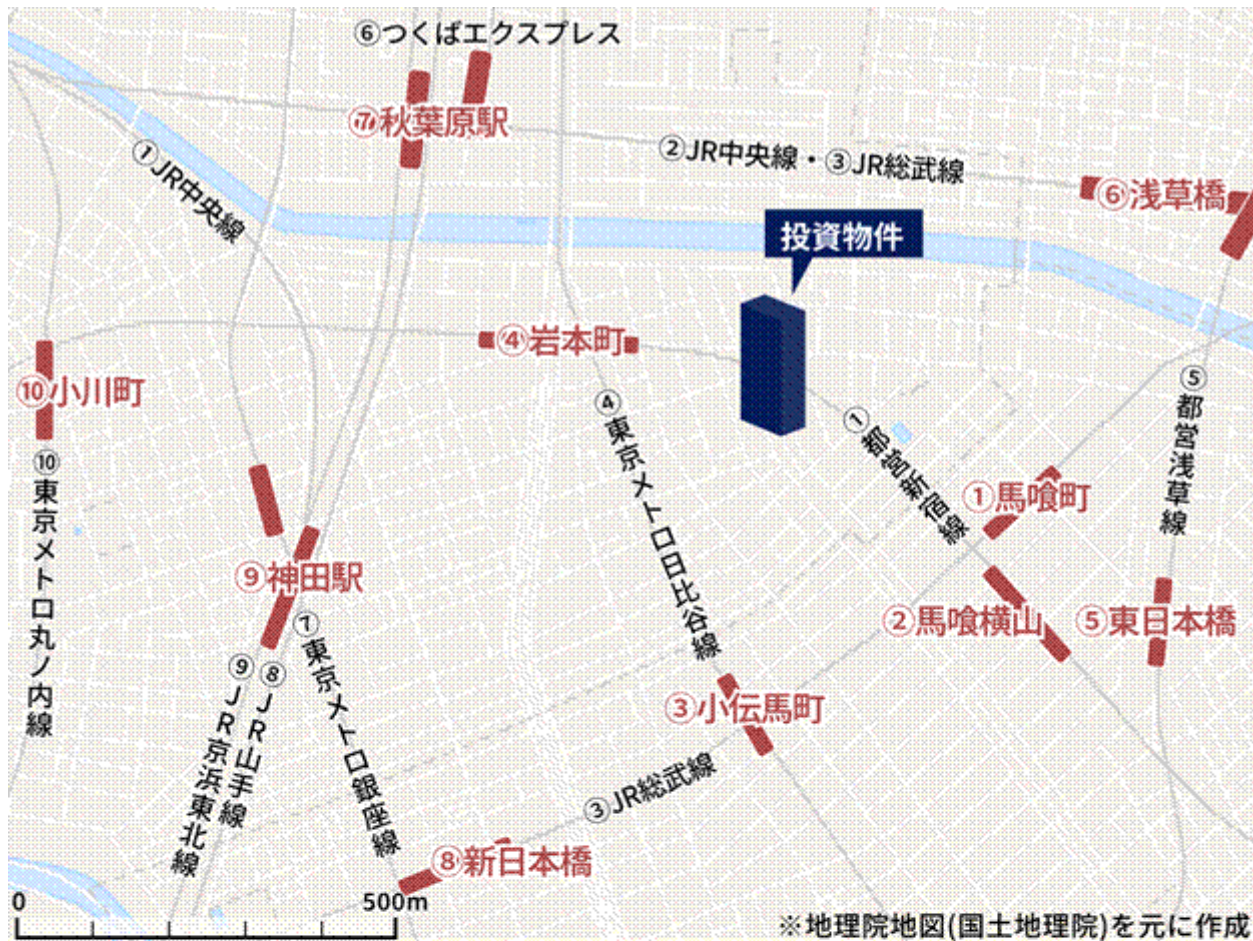 ⑥つくばエクスプレス
⑦秋葉原駅
①JR中央線
②JR中央線・③JR総武線
⑥浅草橋
投資物件
④岩本町
⑩小川町
④東京メトロ日比谷線
①都営新宿線
⑤都営浅草線
⑩東京メトロ丸ノ内線
①馬喰町
⑨神田駅
②馬喰横山
⑤東日本橋
⑦東京メトロ銀座線
⑧JR山手線
⑨JR京浜東北線
③小伝馬町
③JR総武線
⑧新日本橋
0
500m
※地理院地図(国土地理院)を元に作成